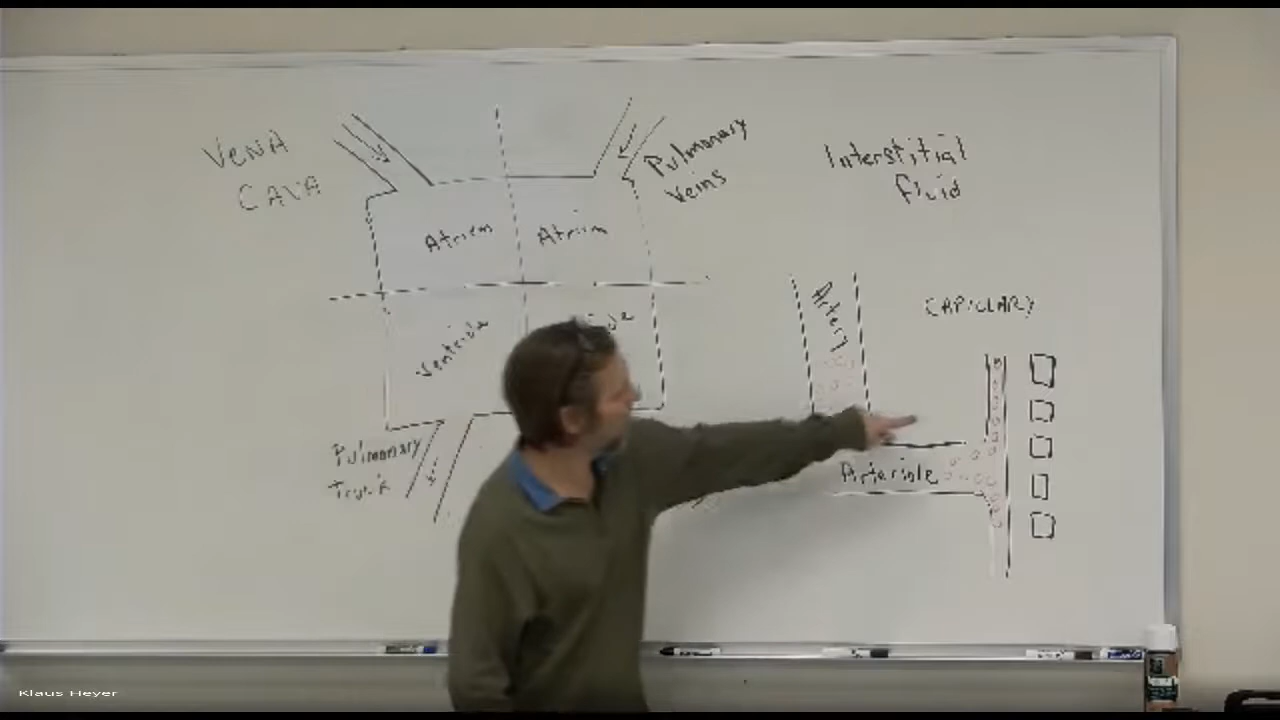 VENA
CAVA
Pulmonary
Veins
Interstitial
fluid
Atrium
Atrium
Artery
CAPILLARY
Ventricle
Pulmonary
Trunk
Arteriole
Klaus Heyer